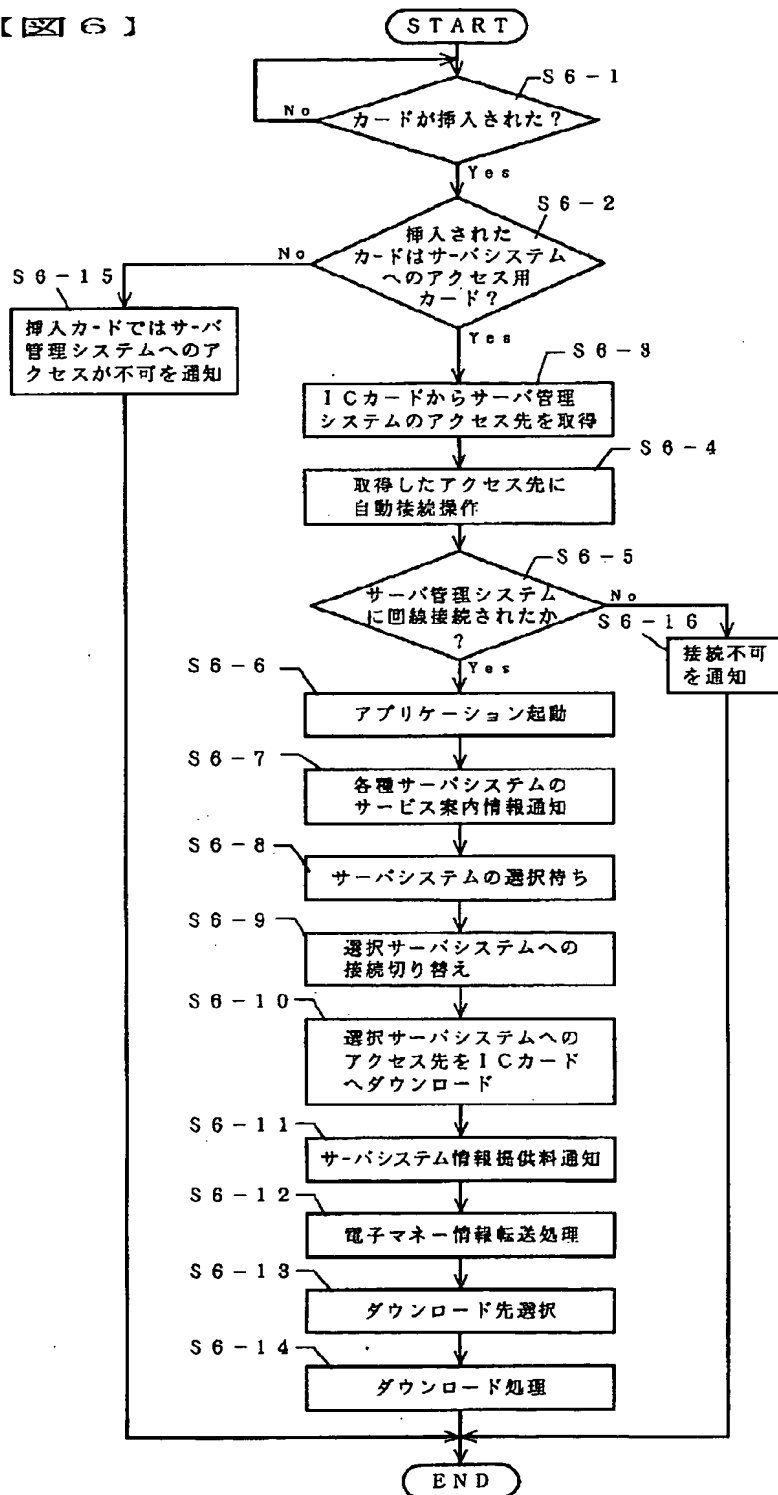 【図6】
START
S6-1
カードが挿入された?
No
Yes
S6-2
挿入された
カードはサーバシステム
へのアクセス用
カード?
No
Yes
S6-15
挿入カードではサーバ
管理システムへのア
クセスが不可を通知
S6-3
ICカードからサーバ管理
システムのアクセス先を取得
S6-4
取得したアクセス先に
自動接続操作
S6-5
サーバ管理システム
に回線接続されたか
?
No
Yes
S6-16
接続不可
を通知
S6-6
アプリケーション起動
S6-7
各種サーバシステムの
サービス案内情報通知
S6-8
サーバシステムの選択待ち
S6-9
選択サーバシステムへの
接続切り替え
S6-10
選択サーバシステムへの
アクセス先をICカード
へダウンロード
S6-11
サーバシステム情報提供料通知
S6-12
電子マネー情報転送処理
S6-13
ダウンロード先選択
S6-14
ダウンロード処理
END